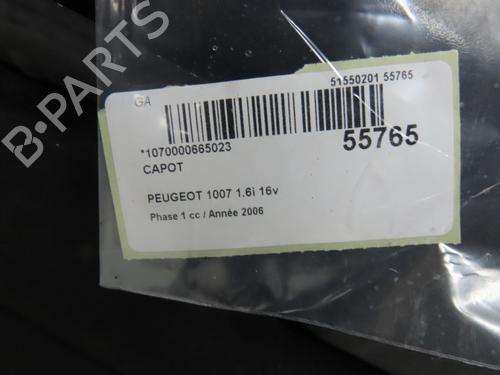 51550201 55765
GA
*1070000665023
55765
CAPOT
PEUGEOT 1007 1.6i 16v
Phase 1 cc / Année 2006
B-PARTS